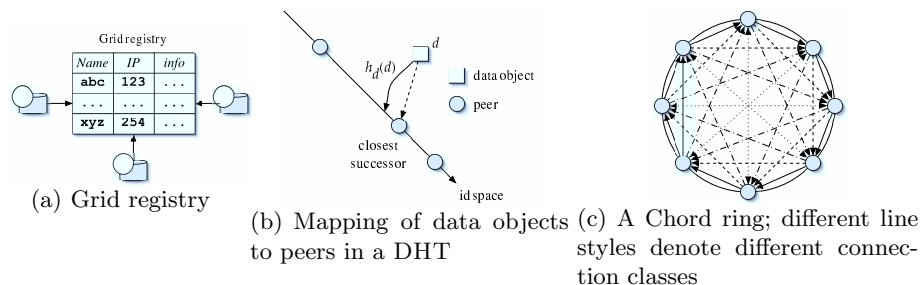 Grid registry
Name IP info
abc 123 ...
... ... ...
xyz 254 ...
(a) Grid registry
d
h_d(d)
data object
peer
closest
successor
id space
(b) Mapping of data objects
to peers in a DHT
(c) A Chord ring; different line
styles denote different connec-
tion classes